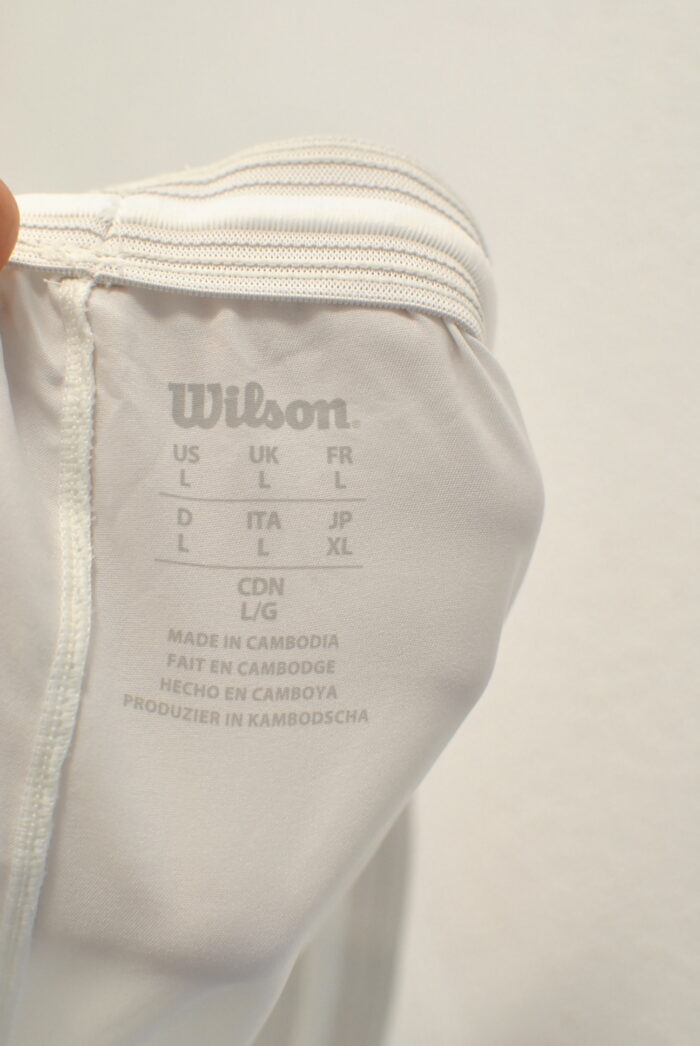 Wilson
US UK FR
L L L
D ITA JP
L L XL
CDN
L/G
MADE IN CAMBODIA
FAIT EN CAMBODGE
HECHO EN CAMBOYA
PRODUZIER IN KAMBODSCHA